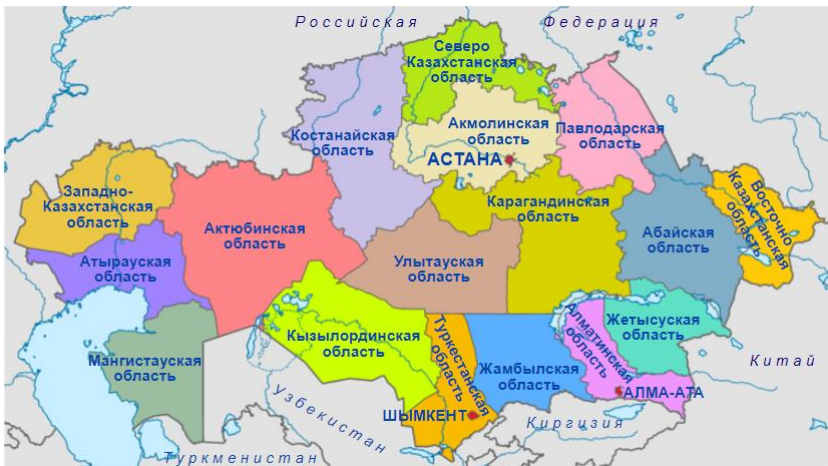 Российская Федерация
Северо
Казахстанская
область
Костанайская
область
Акмолинская
область
Павлодарская
область
АСТАНА
Западно-
Казахстанская
область
Актюбинская
область
Карагандинская
область
Восточно
Казахстанская
область
Абайская
область
Атырауская
область
Улытауская
область
Мангистауская
область
Кызылординская
область
Туркестанская
область
Жамбылская
область
Алматинская
область
Жетысуская
область
Китай
АЛМА-АТА
ШЫМКЕНТ
Узбекистан
Киргизия
Туркменистан